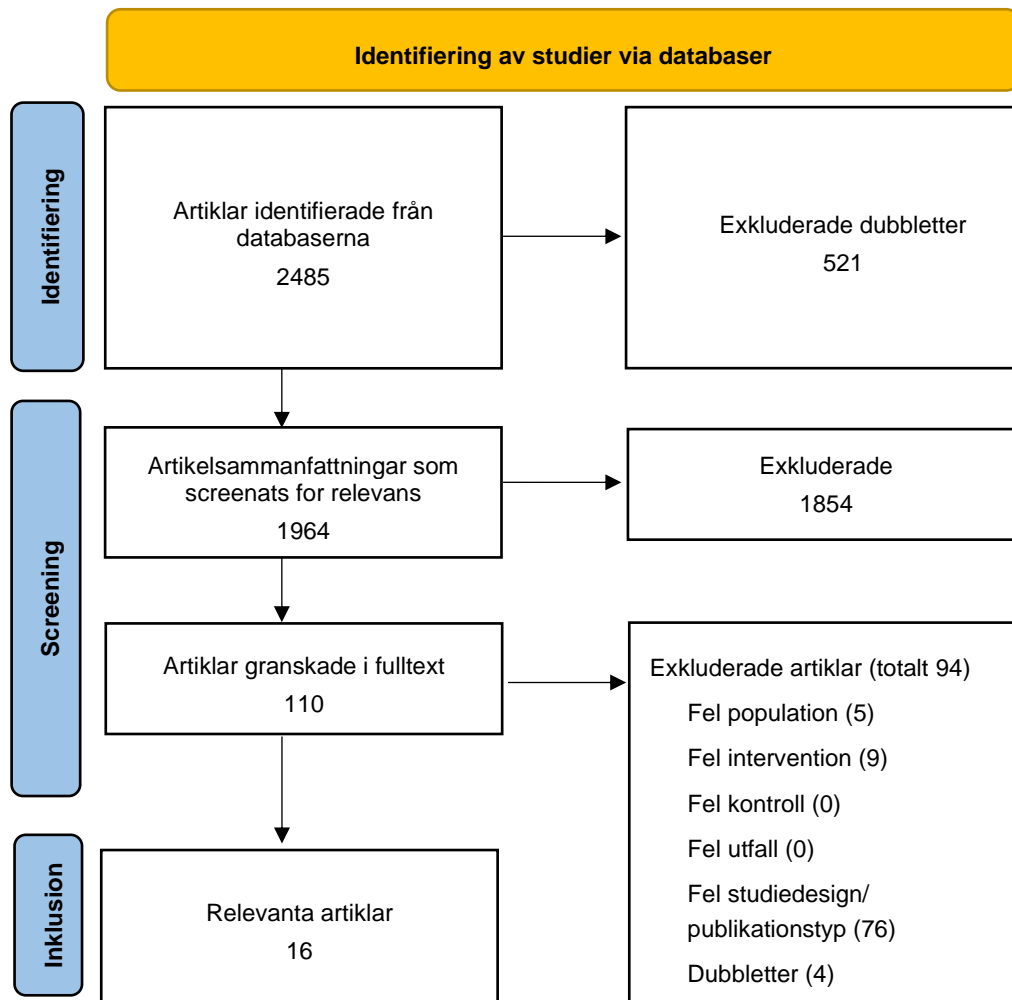 Identifiering av studier via databaser
Identifiering
Artiklar identifierade från
databaserna
2485
Exkluderade dubbletter
521
Screening
Artikelsammanfattningar som
screenats for relevans
1964
Exkluderade
1854
Artiklar granskade i fulltext
110
Exkluderade artiklar (totalt 94)
Fel population (5)
Fel intervention (9)
Fel kontroll (0)
Fel utfall (0)
Fel studiedesign/
publikationstyp (76)
Dubbletter (4)
Inklusion
Relevanta artiklar
16